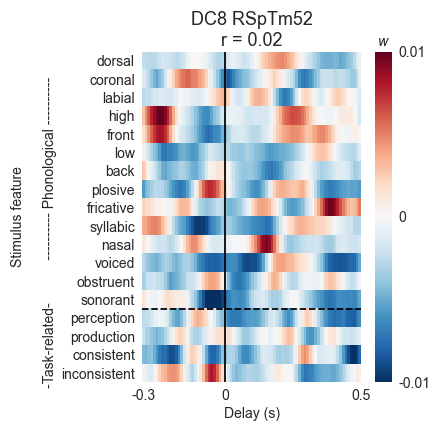 DC8 RSpTm52
r = 0.02
w
Stimulus feature
---------- Phonological ----------
-Task-related-
dorsal
coronal
labial
high
front
low
back
plosive
fricative
syllabic
nasal
voiced
obstruent
sonorant
perception
production
consistent
inconsistent
0.01
0
-0.01
-0.3
0
0.5
Delay (s)